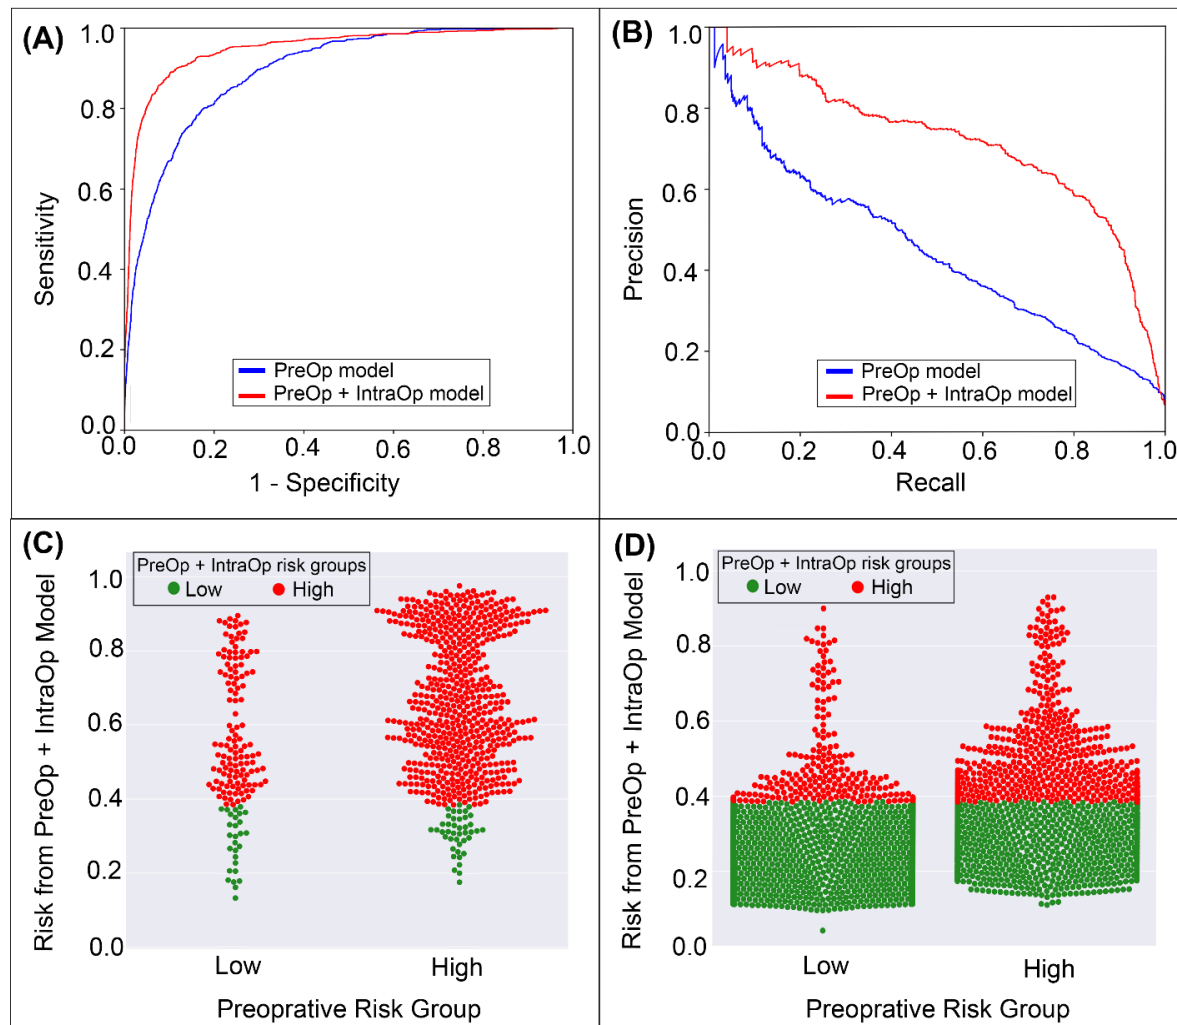 (A)
1.0
0.8
0.6
0.4
0.2
0.0
Sensitivity
PreOp model
PreOp + IntraOp model
0.0 0.2 0.4 0.6 0.8 1.0
1 - Specificity
(B)
1.0
0.8
0.6
0.4
0.2
0.0
Precision
PreOp model
PreOp + IntraOp model
0.0 0.2 0.4 0.6 0.8 1.0
Recall
(C)
PreOp + IntraOp risk groups
Low High
1.0
0.8
0.6
0.4
0.2
0.0
Risk from PreOp + IntraOp Model
Low High
Preoprative Risk Group
(D)
PreOp + IntraOp risk groups
Low High
1.0
0.8
0.6
0.4
0.2
0.0
Risk from PreOp + IntraOp Model
Low High
Preoprative Risk Group